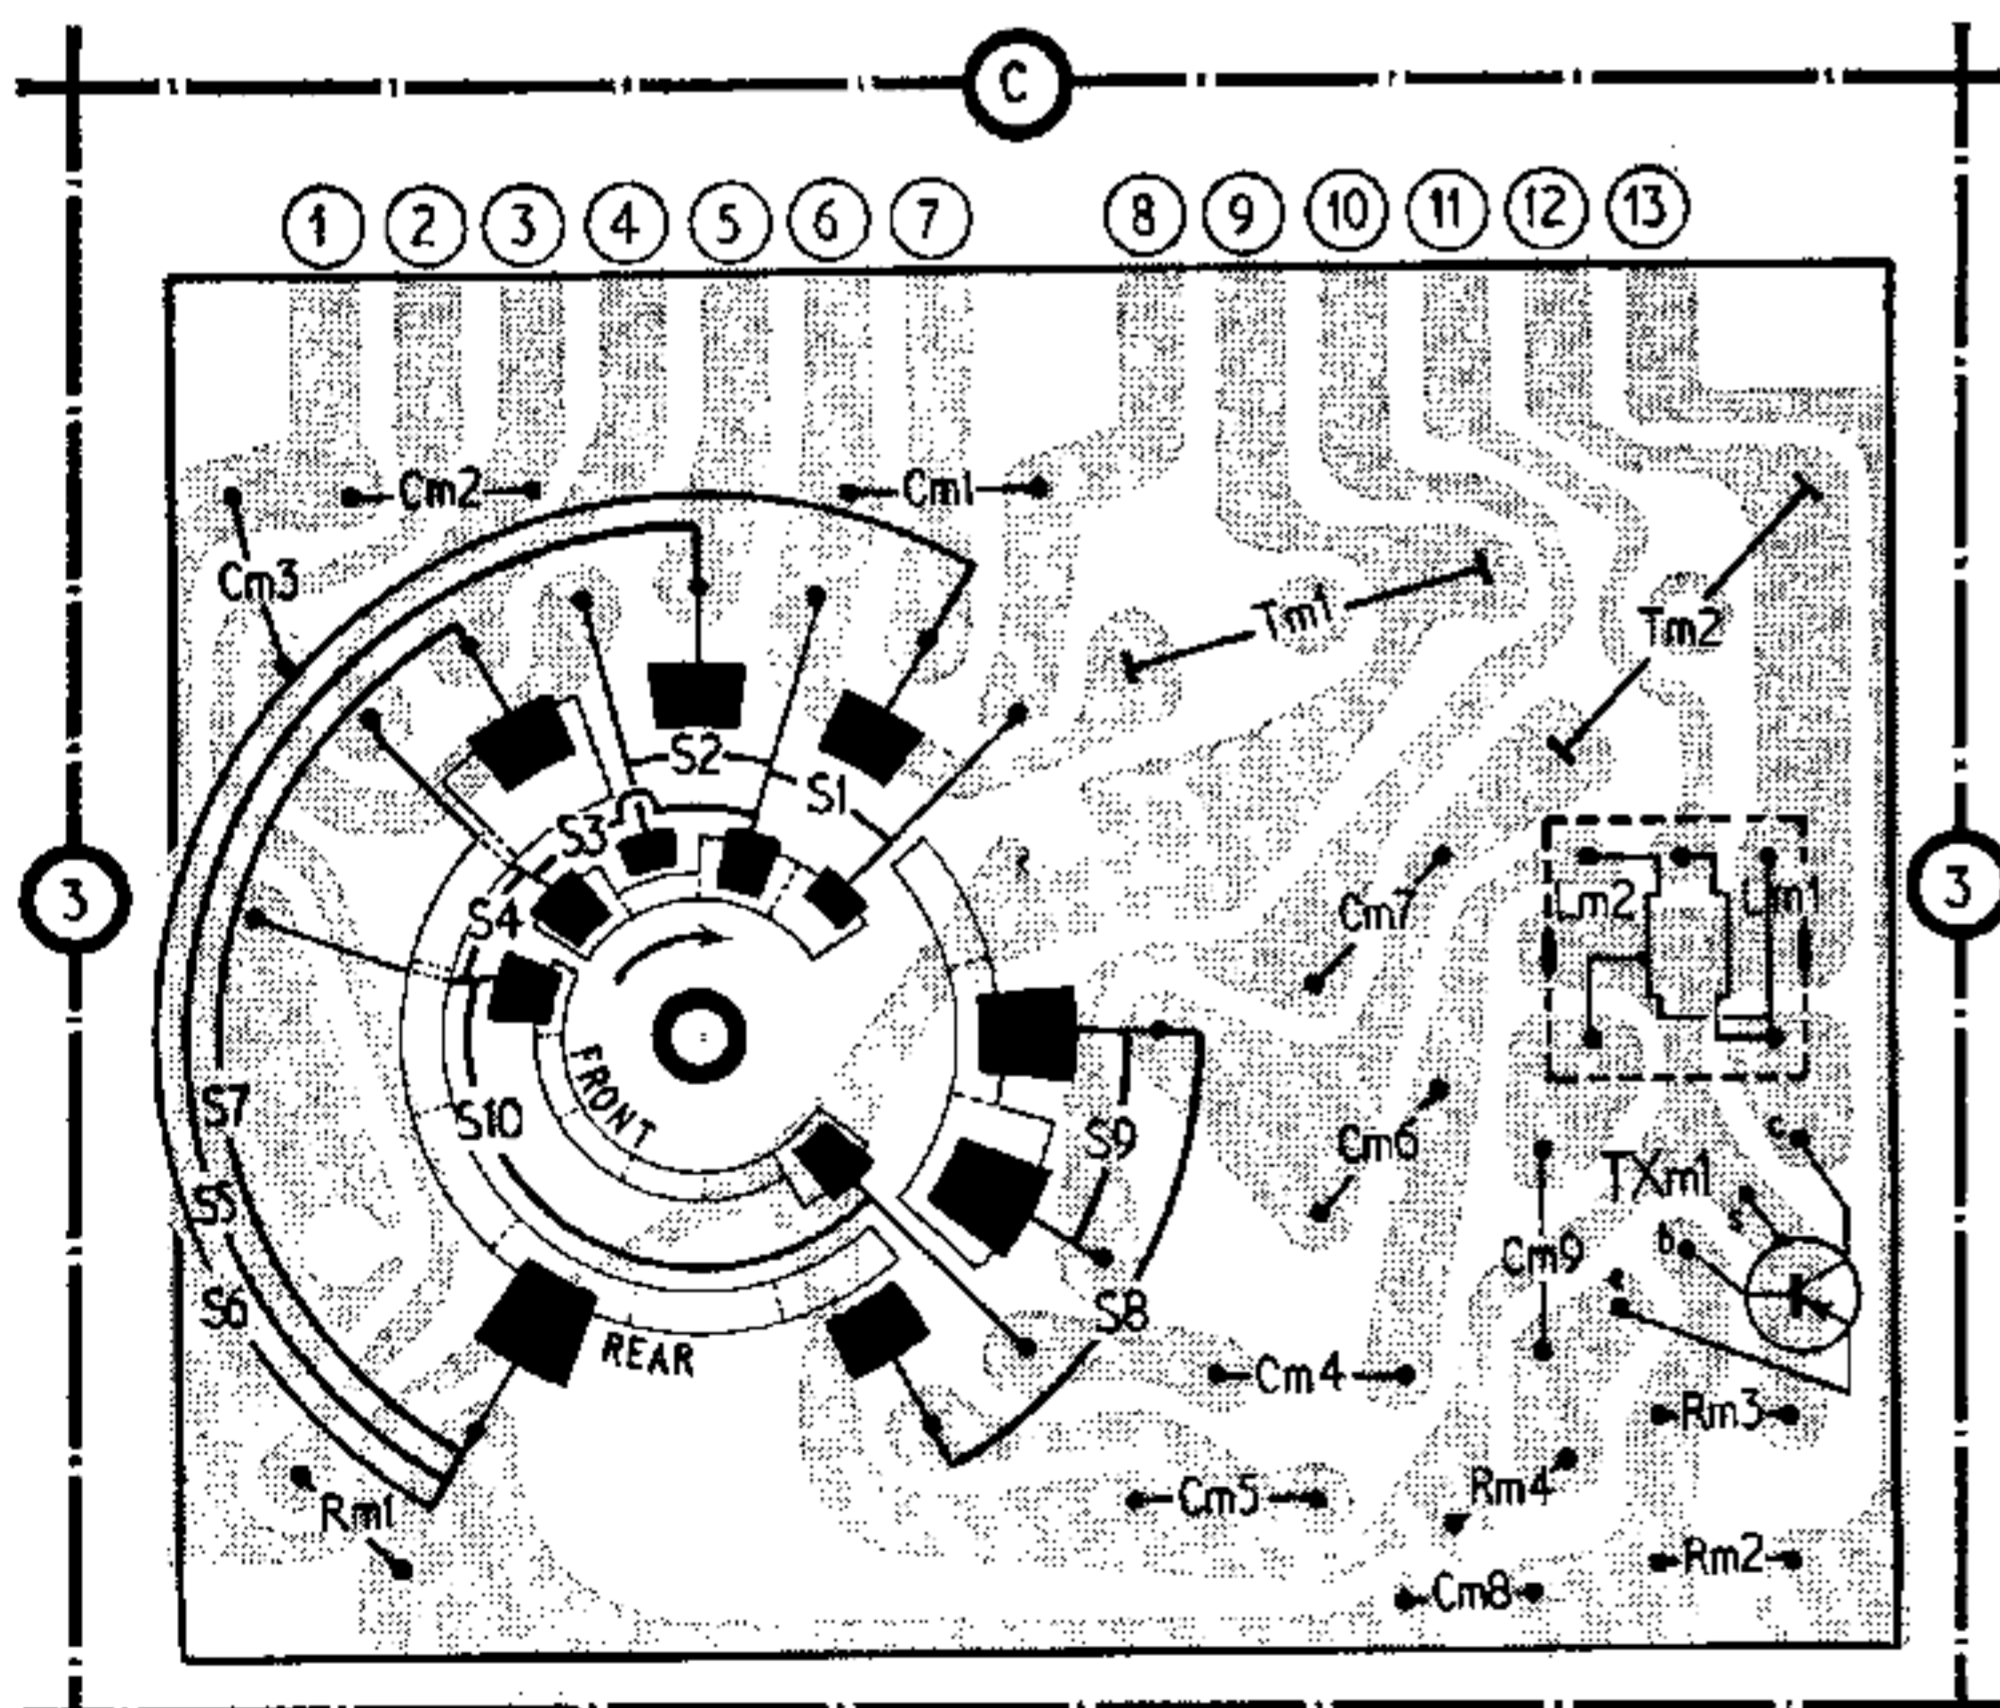 C
1 2 3 4 5 6 7 8 9 10 11 12 13
Cm2 Cm1
Cm3
Tm1
Tm2
S2
S1
S3
S4
3
Cm7
Lm2 Lm1
3
FRONT
S7
S10
S9
Cm6
c
TXm1
S5
s
b
Cm9
e
S6
S8
REAR
Cm4
Rm3
Rm1
Cm5
Rm4
Rm2
Cm8